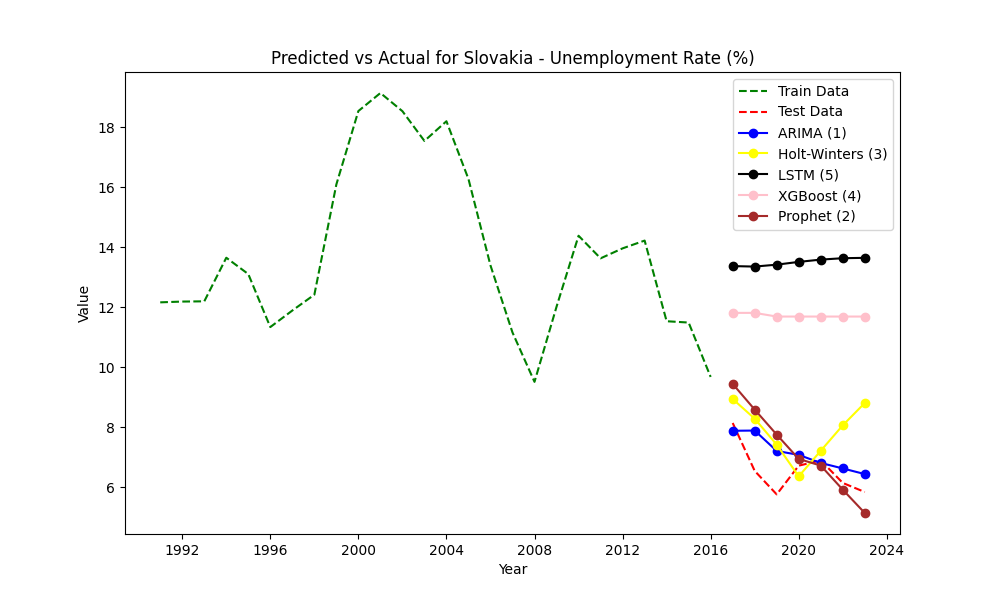 Predicted vs Actual for Slovakia - Unemployment Rate (%)
Train Data
Test Data
ARIMA (1)
Holt-Winters (3)
LSTM (5)
XGBoost (4)
Prophet (2)
Value
18
16
14
12
10
8
6
1992
1996
2000
2004
2008
2012
2016
2020
2024
Year